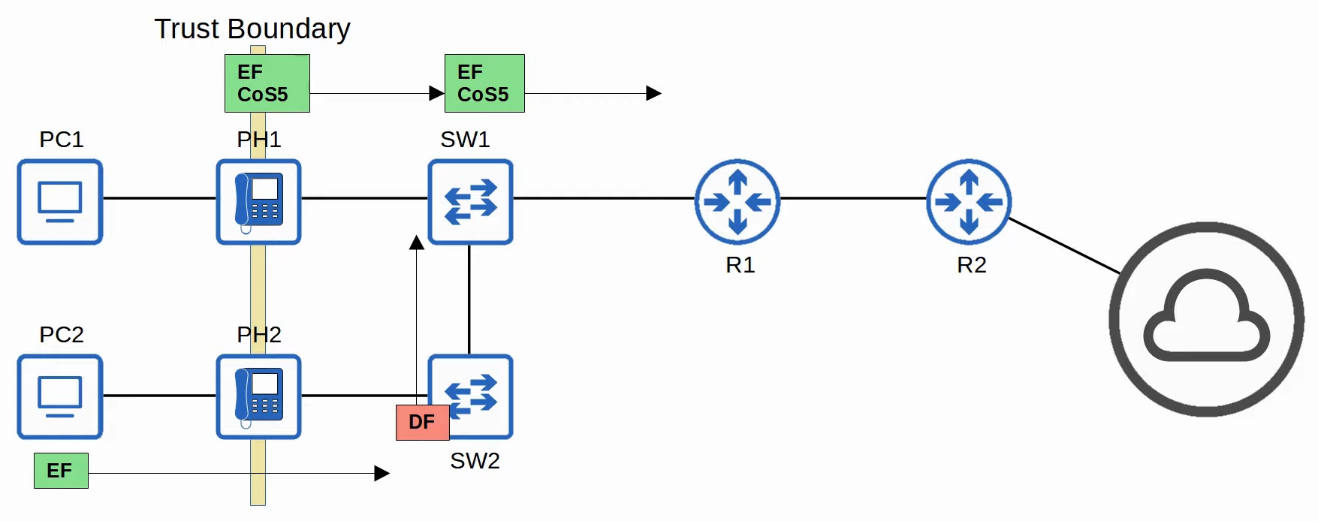 Trust Boundary
EF
CoS5
EF
CoS5
PC1
PH1
SW1
R1
R2
PC2
PH2
DF
SW2
EF